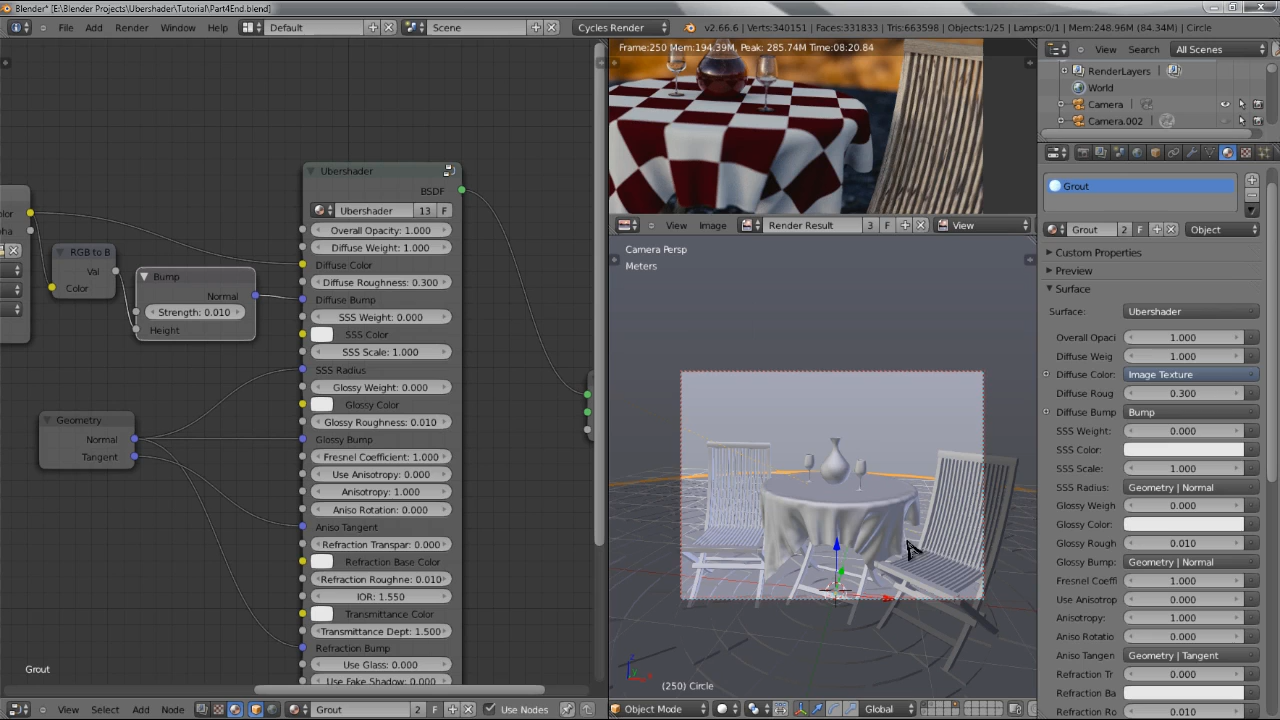 Blender* [E:\Blender Projects\Ubershader\Tutorial\Part4End.blend]
File Add Render Window Help
Default
Scene
Cycles Render
v2.66.6 | Verts:340151 | Faces:331833 | Tris:663598 | Objects:1/25 | Lamps:0/1 | Mem:248.96M (84.34M) | Circle
RGB to B
Val
Color
Bump
Normal
Strength: 0.010
Height
Geometry
Normal
Tangent
Ubershader
BSDF
Ubershader 13 F
Overall Opacity: 1.000
Diffuse Weight: 1.000
Diffuse Color
Diffuse Roughness: 0.300
Diffuse Bump
SSS Weight: 0.000
SSS Color
SSS Scale: 1.000
SSS Radius
Glossy Weight: 0.000
Glossy Color
Glossy Roughness: 0.010
Glossy Bump
Fresnel Coefficient: 1.000
Use Anisotropy: 0.000
Anisotropy: 1.000
Aniso Rotation: 0.000
Aniso Tangent
Refraction Transpar: 0.000
Refraction Base Color
Refraction Roughne: 0.010
IOR: 1.550
Transmittance Color
Transmittance Dept: 1.500
Refraction Bump
Use Glass: 0.000
Use Fake Shadow: 0.000
Grout
View Select Add Node
Grout 2 F
Use Nodes
Frame:250 Mem:194.39M, Peak: 285.74M Time:08:20.84
View Image
Render Result 3 F
View
Camera Persp
Meters
(250) Circle
Object Mode
Global
View Search All Scenes
RenderLayers |
World
Camera |
Camera.002 |
Grout
Grout 2 F
Object
Custom Properties
Preview
Surface
Surface: Ubershader
Overall Opaci 1.000
Diffuse Weig 1.000
Diffuse Color: Image Texture
Diffuse Roug 0.300
Diffuse Bump Bump
SSS Weight: 0.000
SSS Color:
SSS Scale: 1.000
SSS Radius: Geometry | Normal
Glossy Weigh 0.000
Glossy Color:
Glossy Rough 0.010
Glossy Bump: Geometry | Normal
Fresnel Coeffi 1.000
Use Anisotrop 0.000
Anisotropy: 1.000
Aniso Rotatio 0.000
Aniso Tangen Geometry | Tangent
Refraction Tr 0.000
Refraction Ba
Refraction Ro 0.010